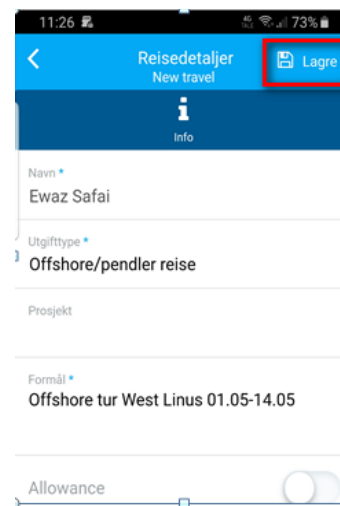 11:26
73%
Reisedetaljer
Lagre
New travel
Info
Navn *
Ewaz Safai
Utgifttype *
Offshore/pendler reise
Prosjekt
Formål *
Offshore tur West Linus 01.05-14.05
Allowance